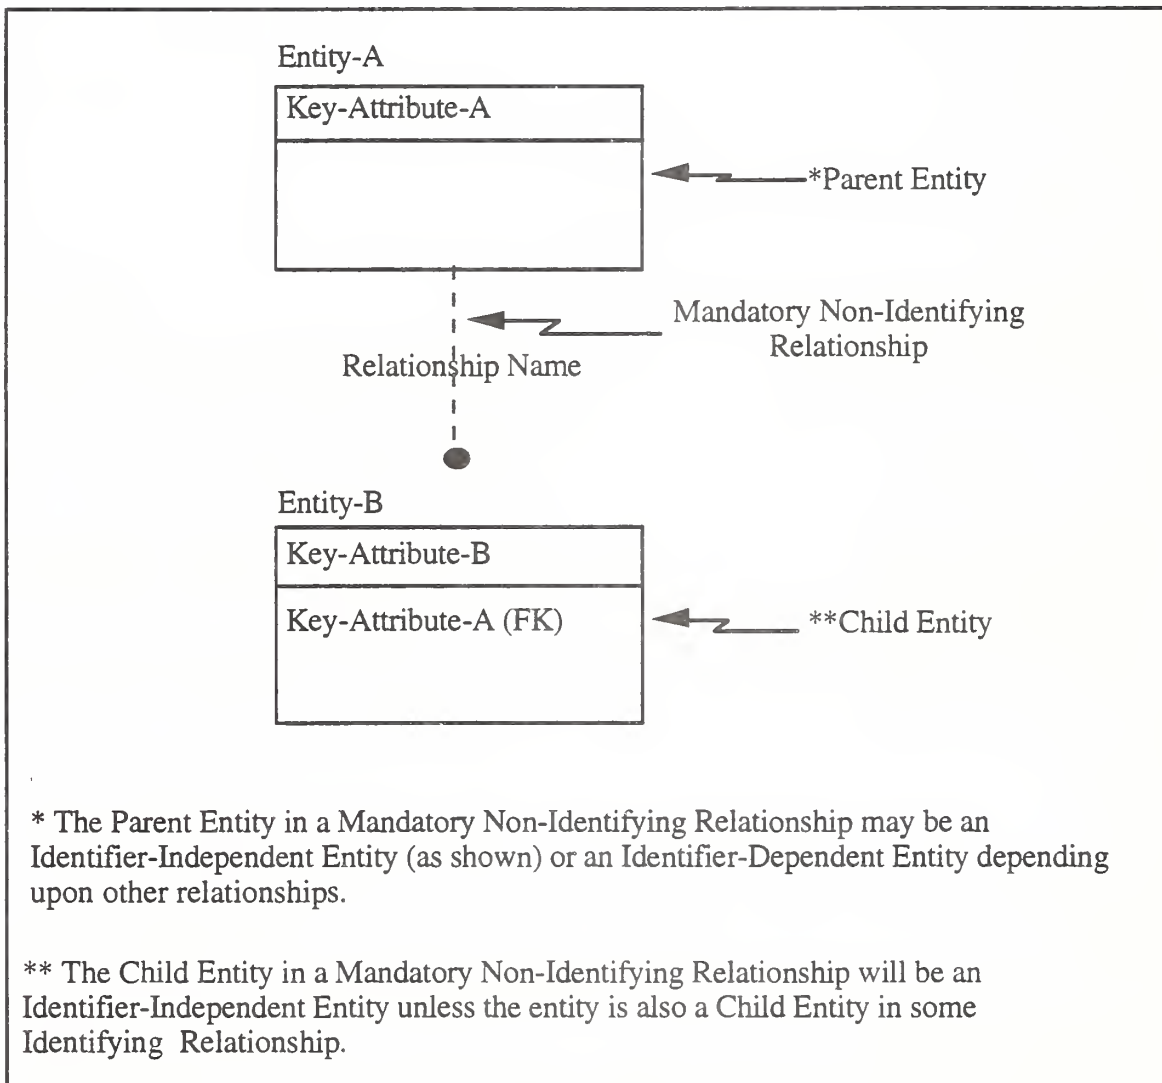 Entity-A
Key-Attribute-A
*Parent Entity
Mandatory Non-Identifying
Relationship
Relationship Name
Entity-B
Key-Attribute-B
Key-Attribute-A (FK)
**Child Entity
* The Parent Entity in a Mandatory Non-Identifying Relationship may be an
Identifier-Independent Entity (as shown) or an Identifier-Dependent Entity depending
upon other relationships.
** The Child Entity in a Mandatory Non-Identifying Relationship will be an
Identifier-Independent Entity unless the entity is also a Child Entity in some
Identifying Relationship.